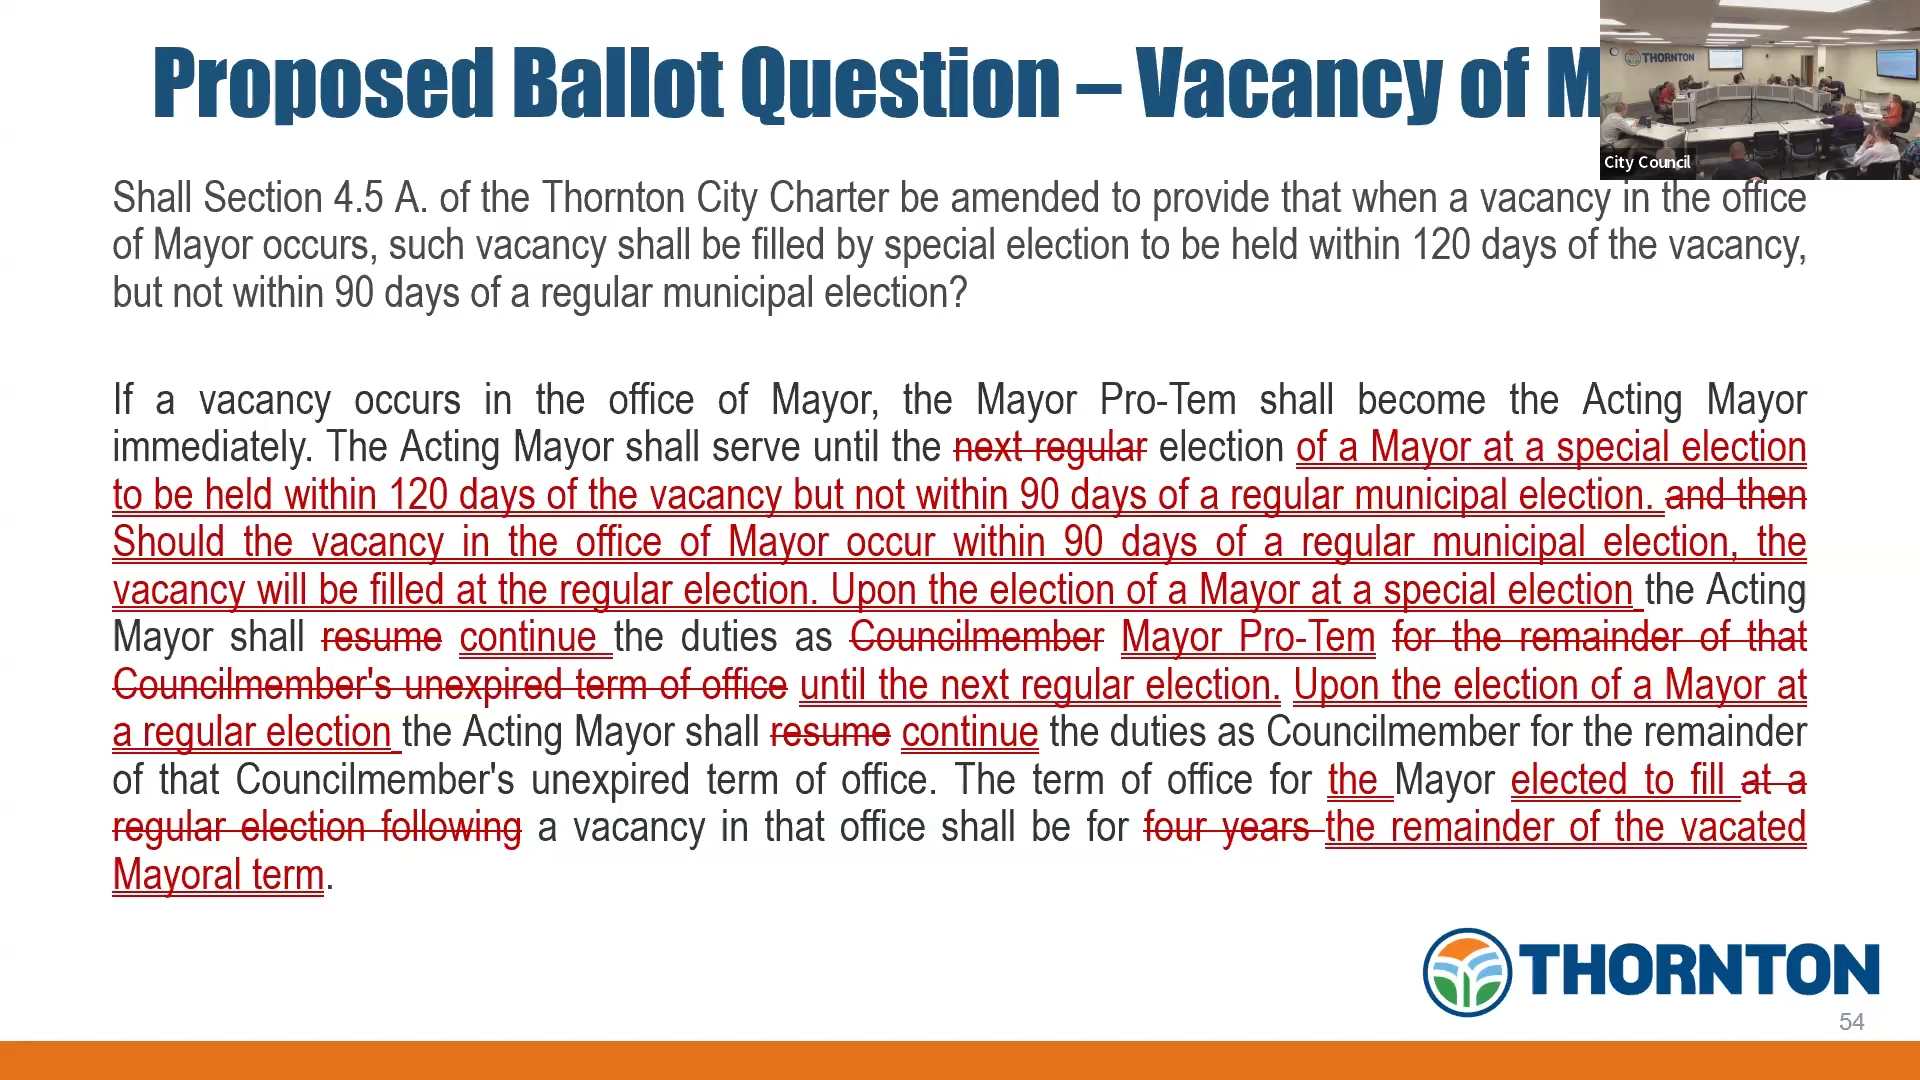 Proposed Ballot Question – Vacancy of M
THORNTON
City Council
Shall Section 4.5 A. of the Thornton City Charter be amended to provide that when a vacancy in the office
of Mayor occurs, such vacancy shall be filled by special election to be held within 120 days of the vacancy,
but not within 90 days of a regular municipal election?
If a vacancy occurs in the office of Mayor, the Mayor Pro-Tem shall become the Acting Mayor
immediately. The Acting Mayor shall serve until the next regular election of a Mayor at a special election
to be held within 120 days of the vacancy but not within 90 days of a regular municipal election. and then
Should the vacancy in the office of Mayor occur within 90 days of a regular municipal election, the
vacancy will be filled at the regular election. Upon the election of a Mayor at a special election the Acting
Mayor shall resume continue the duties as Councilmember Mayor Pro-Tem for the remainder of that
Councilmember's unexpired term of office until the next regular election. Upon the election of a Mayor at
a regular election the Acting Mayor shall resume continue the duties as Councilmember for the remainder
of that Councilmember's unexpired term of office. The term of office for the Mayor elected to fill at a
regular election following a vacancy in that office shall be for four years the remainder of the vacated
Mayoral term.
THORNTON
54